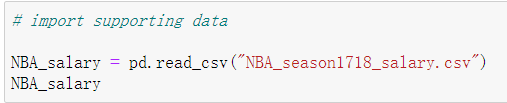 # import supporting data
NBA_salary = pd.read_csv("NBA_season1718_salary.csv")
NBA_salary